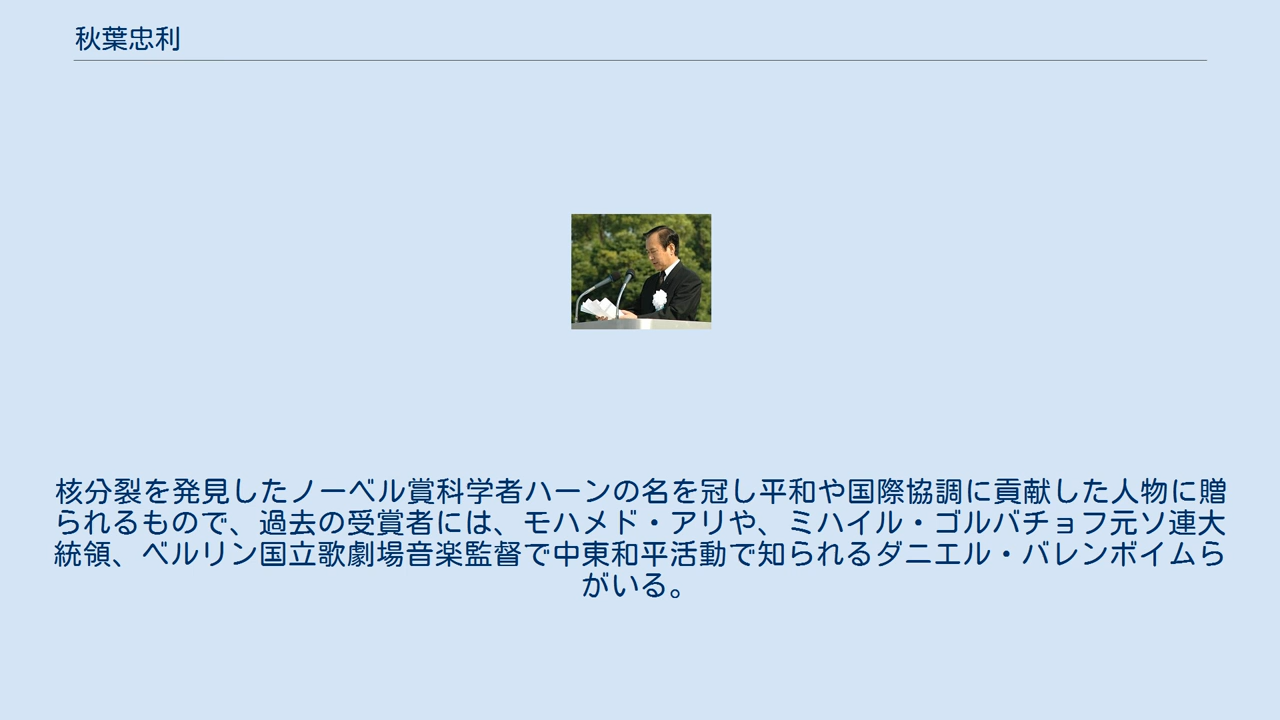 秋葉忠利
核分裂を発見したノーベル賞科学者ハーンの名を冠し平和や国際協調に貢献した人物に贈
られるもので、過去の受賞者には、モハメド・アリや、ミハイル・ゴルバチョフ元ソ連大
統領、ベルリン国立歌劇場音楽監督で中東和平活動で知られるダニエル・バレンボイムら
がいる。